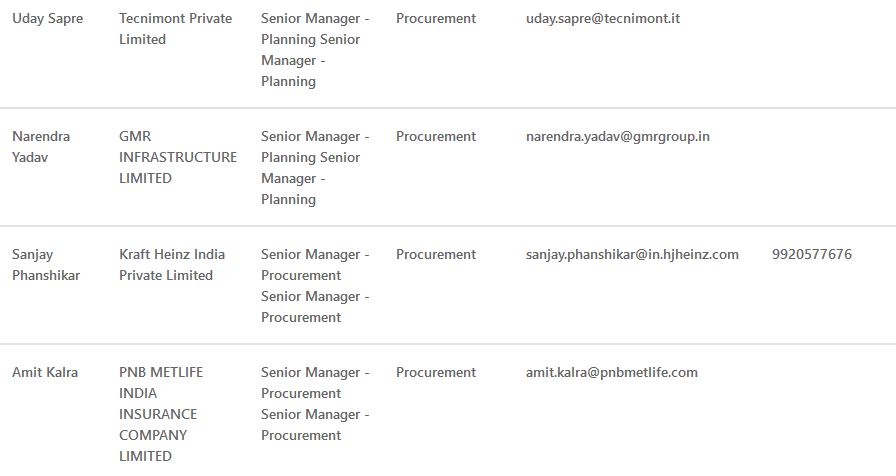 Uday Sapre Tecnimont Private Senior Manager - Procurement uday.sapre@tecnimont.it
Limited Planning Senior
Manager -
Planning
Narendra GMR Senior Manager - Procurement narendra.yadav@gmrgroup.in
Yadav INFRASTRUCTURE Planning Senior
LIMITED Manager -
Planning
Sanjay Kraft Heinz India Senior Manager - Procurement sanjay.phanshikar@in.hjheinz.com 9920577676
Phanshikar Private Limited Procurement
Senior Manager -
Procurement
Amit Kalra PNB METLIFE Senior Manager - Procurement amit.kalra@pnbmetlife.com
INDIA Procurement
INSURANCE Senior Manager -
COMPANY Procurement
LIMITED